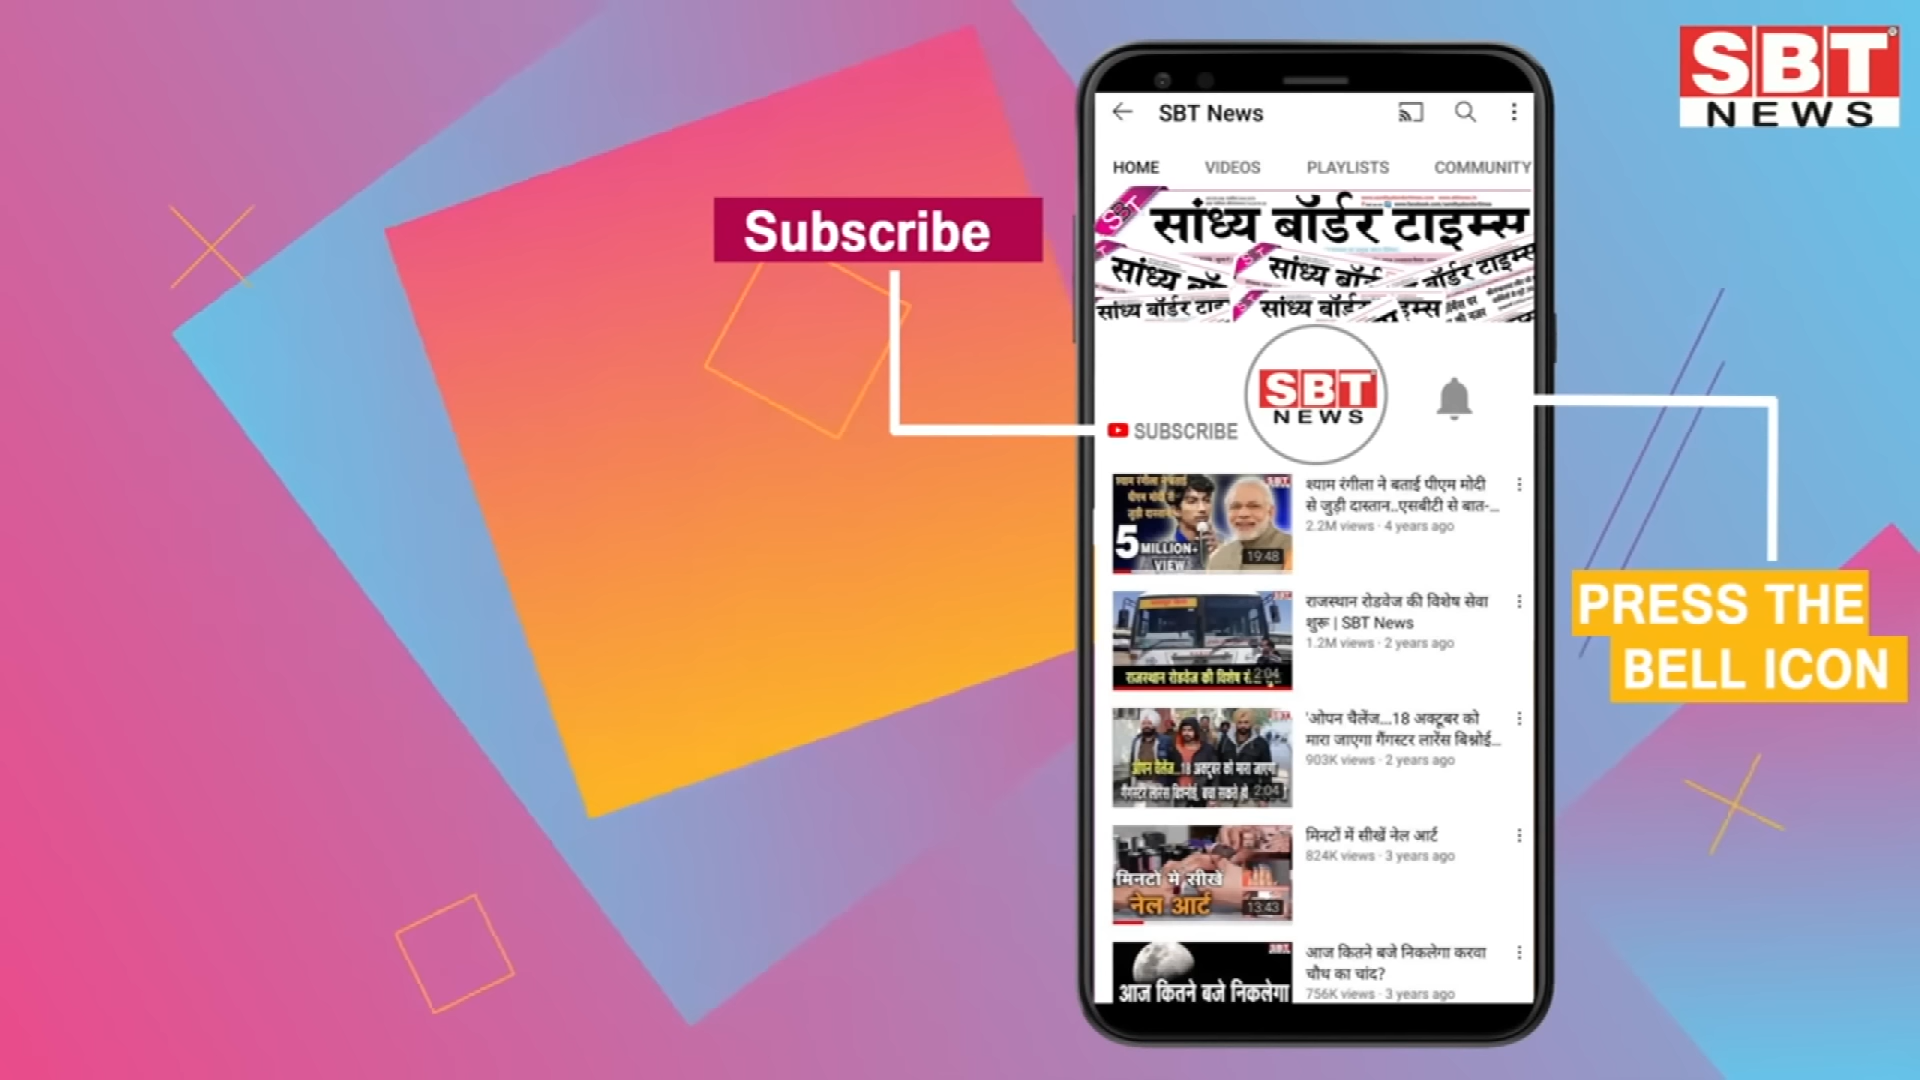 SBT
NEWS
SBT News
HOME VIDEOS PLAYLISTS COMMUNITY
सांध्य बॉर्डर टाइम्स
Subscribe
SBT
NEWS
SUBSCRIBE
श्याम रंगीला ने बताई पीएम मोदी
से जुड़ी दास्तान..एसबीटी से बात-...
2.2M views · 4 years ago
5 MILLION+
VIEW
19:48
राजस्थान रोडवेज की विशेष सेवा
शुरू | SBT News
1.2M views · 2 years ago
2:04
'ओपन चैलेंज...18 अक्टूबर को
मारा जाएगा गैंगस्टर लारेंस बिश्नोई...
903K views · 2 years ago
2:04
मिनटों में सीखें नेल आर्ट
824K views · 3 years ago
मिनटो मे सीखे
नेल आर्ट
13:43
आज कितने बजे निकलेगा करवा
चौथ का चांद?
756K views · 3 years ago
आज कितने बजे निकलेगा
PRESS THE
BELL ICON